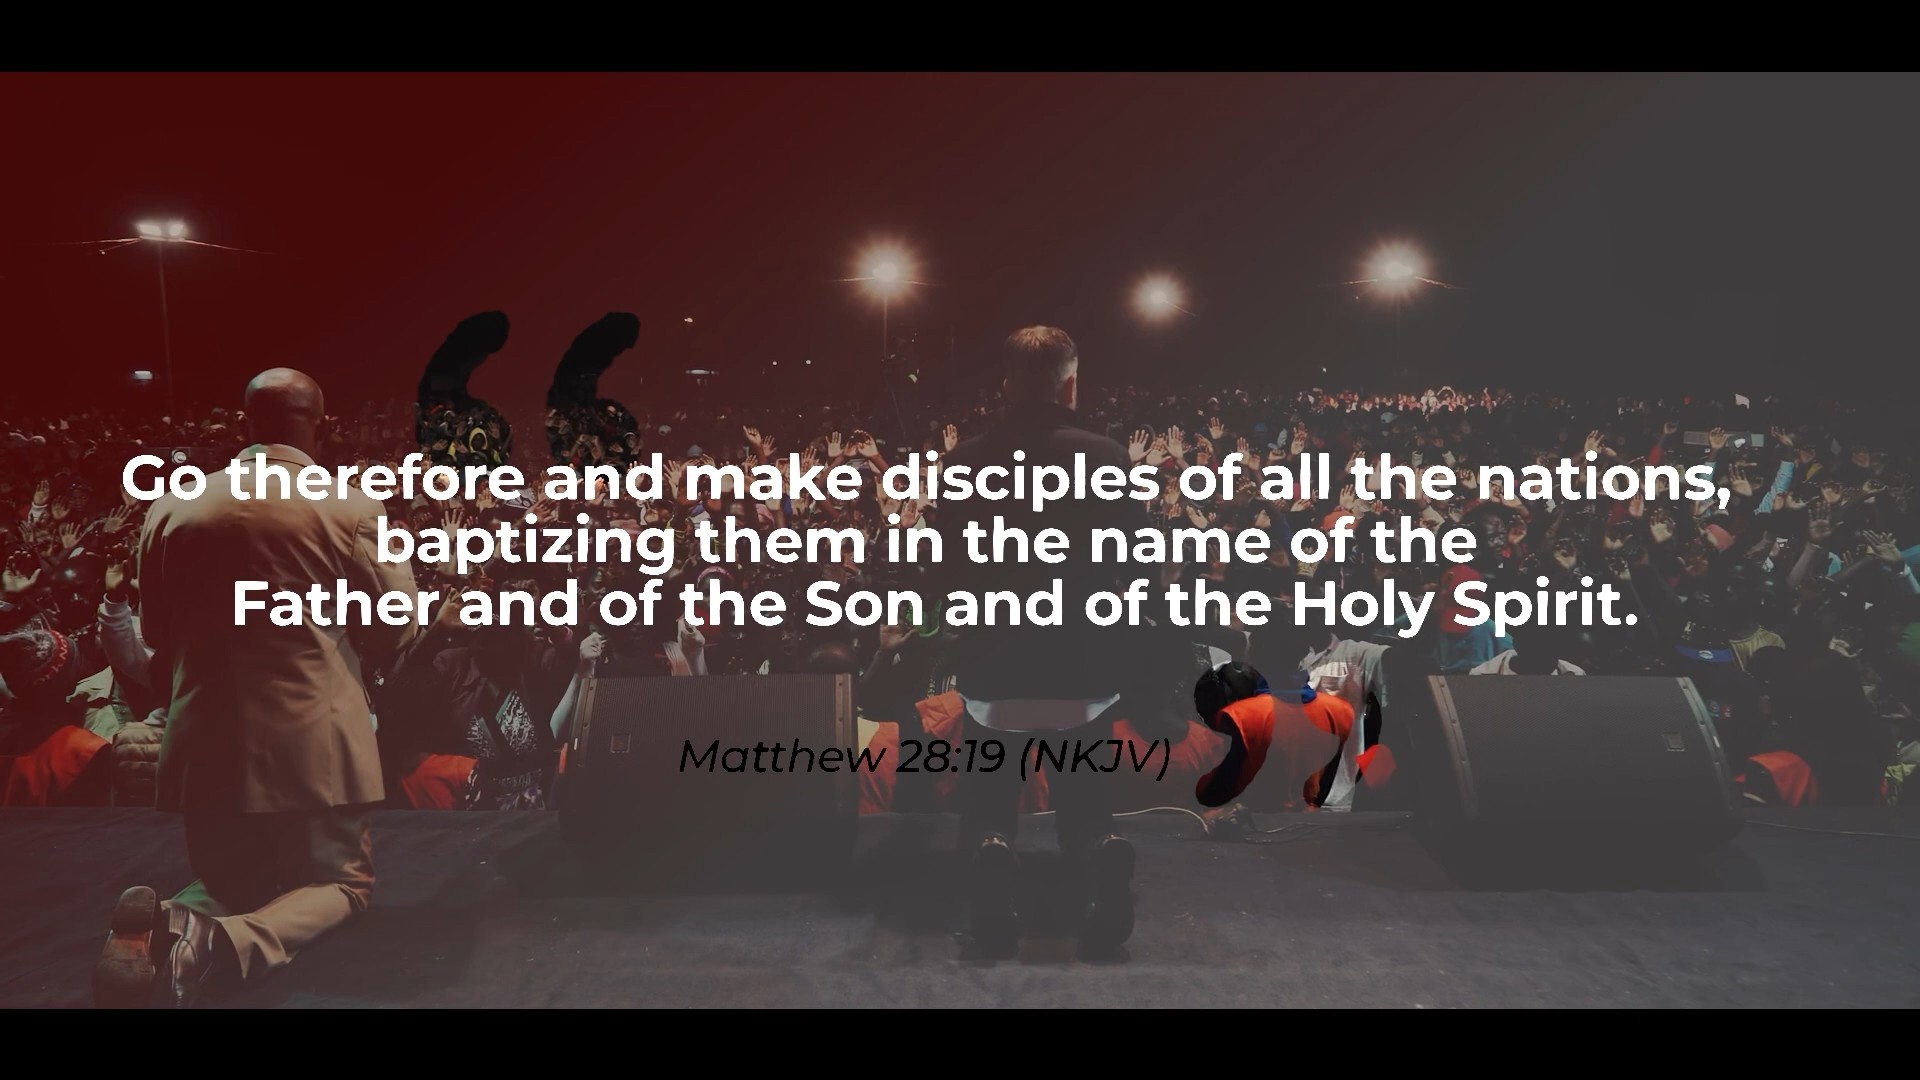 “
Go therefore and make disciples of all the nations,
baptizing them in the name of the
Father and of the Son and of the Holy Spirit.
”
Matthew 28:19 (NKJV)